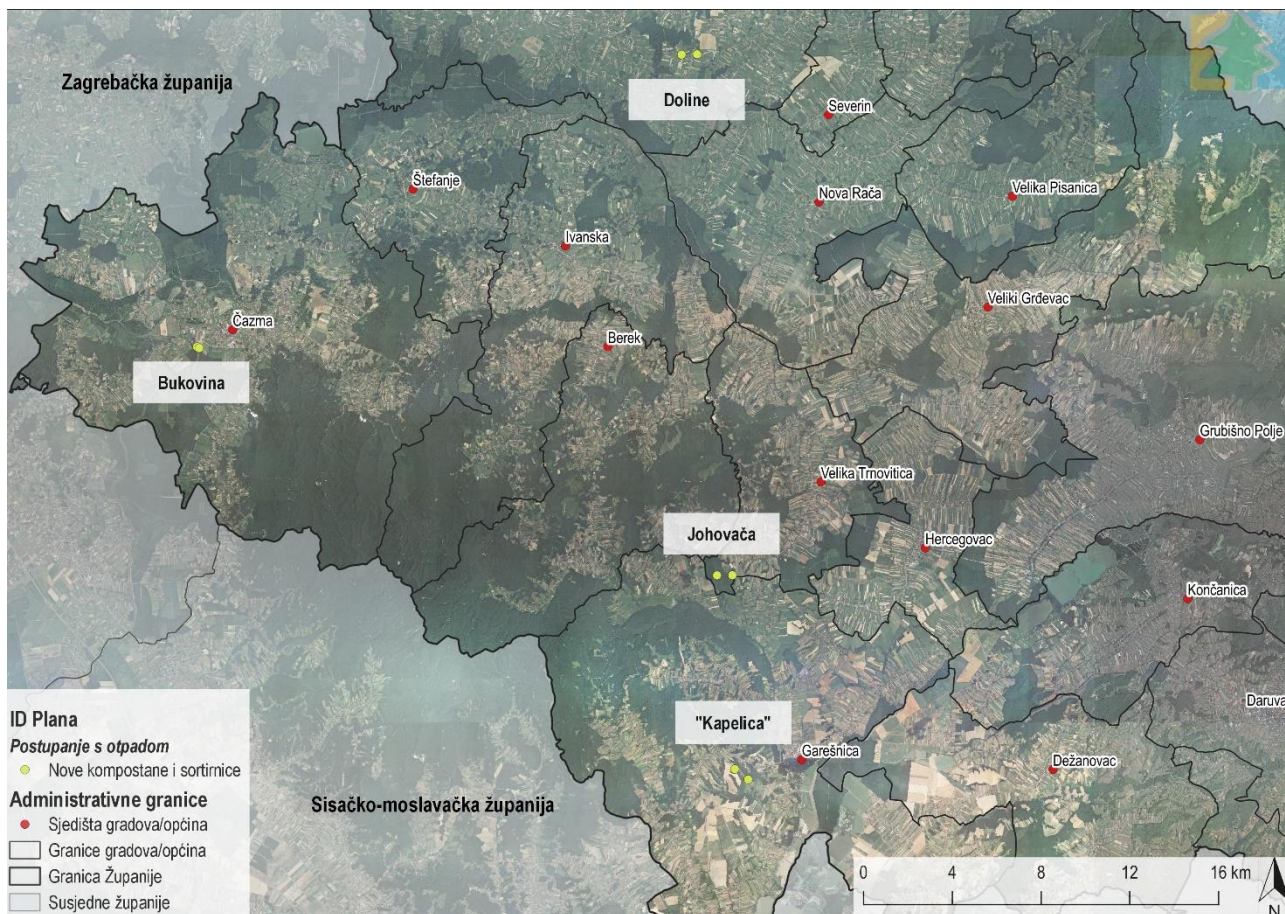 Zagrebačka županija
Doline
Severin
Štefanje
Nova Rača
Velika Pisanica
Ivanska
Veliki Grđevac
Čazma
Berek
Bukovina
Grubišno Polje
Velika Trnovitica
Johovača
Hercegovac
Končanica
ID Plana
Postupanje s otpadom
Nove kompostane i sortirnice
Administrativne granice
Sjedišta gradova/općina
Granice gradova/općina
Granica Županije
Susjedne županije
"Kapelica"
Garešnica
Daruva
Dežanovac
Sisačko-moslavačka županija
0 4 8 12 16 km
N